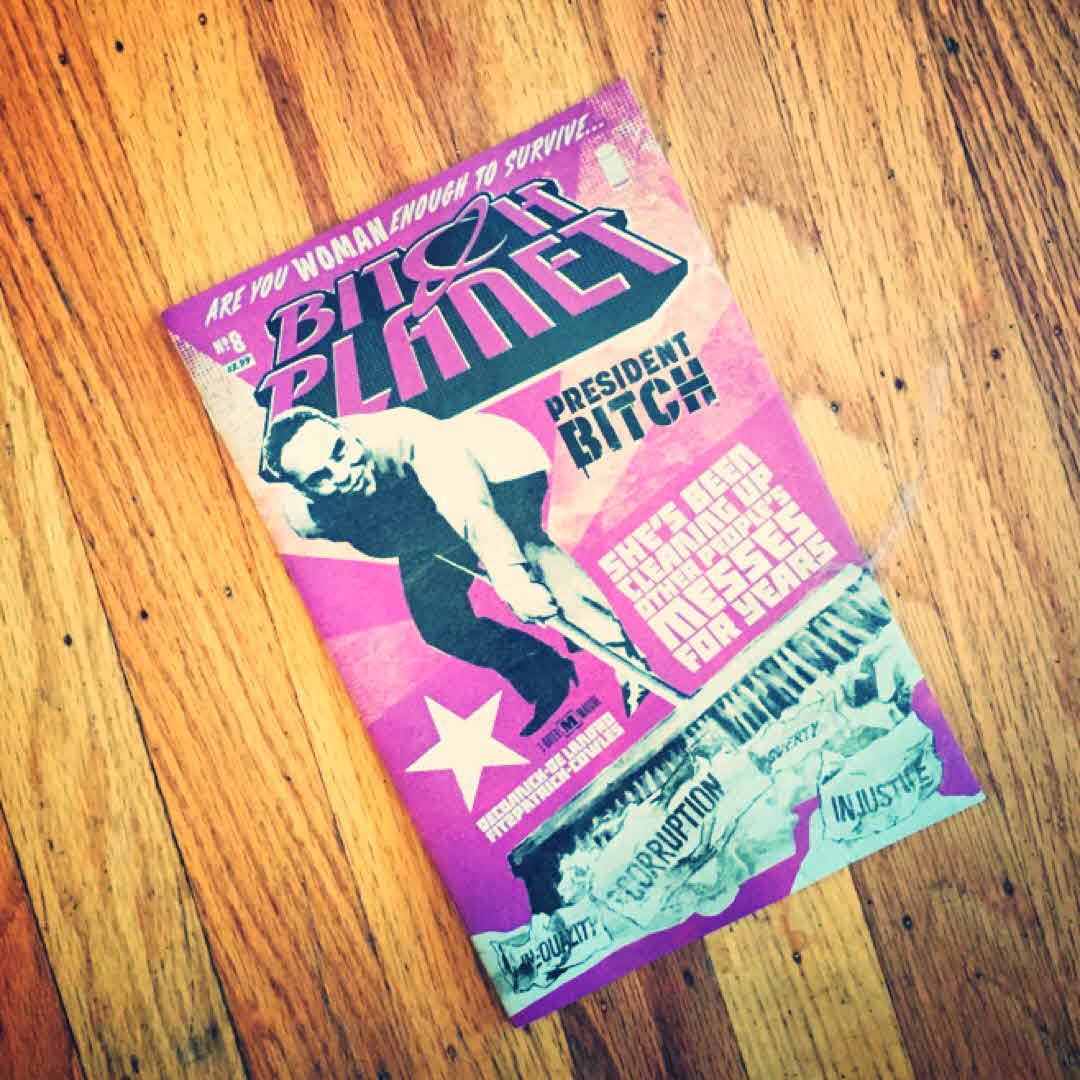 ARE YOU WOMAN ENOUGH TO SURVIVE...
BITCH
PLANET
Nº8
$3.99
PRESIDENT
BITCH
SHE'S BEEN
CLEANING UP
OTHER PEOPLE'S
MESSES
FOR YEARS
DECONNICK•DE LANDRO
FITZPATRICK•COWLES
POVERTY
CORRUPTION
INJUSTICE